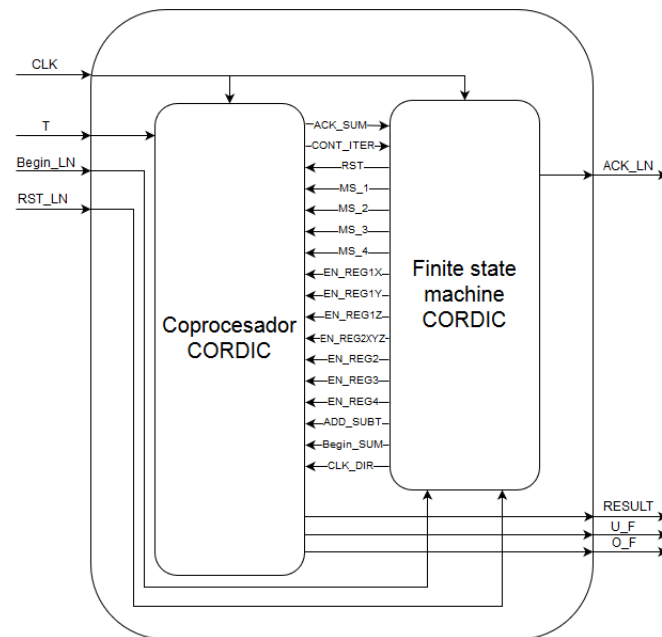 CLK
T
Begin_LN
RST_LN
Coprocesador
CORDIC
ACK_SUM
CONT_ITER
RST
MS_1
MS_2
MS_3
MS_4
EN_REG1X
EN_REG1Y
EN_REG1Z
EN_REG2XYZ
EN_REG2
EN_REG3
EN_REG4
ADD_SUBT
Begin_SUM
CLK_DIR
Finite state
machine
CORDIC
ACK_LN
RESULT
U_F
O_F